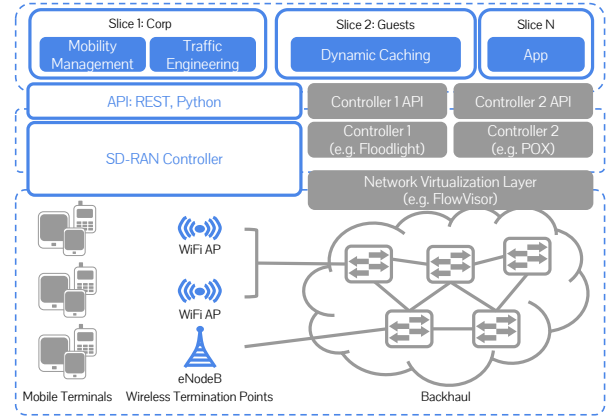 Slice 1: Corp
Slice 2: Guests
Slice N
Mobility
Management
Traffic
Engineering
Dynamic Caching
App
API: REST, Python
Controller 1 API
Controller 2 API
SD-RAN Controller
Controller 1
(e.g. Floodlight)
Controller 2
(e.g. POX)
Network Virtualization Layer
(e.g. FlowVisor)
WiFi AP
WiFi AP
eNodeB
Mobile Terminals
Wireless Termination Points
Backhaul